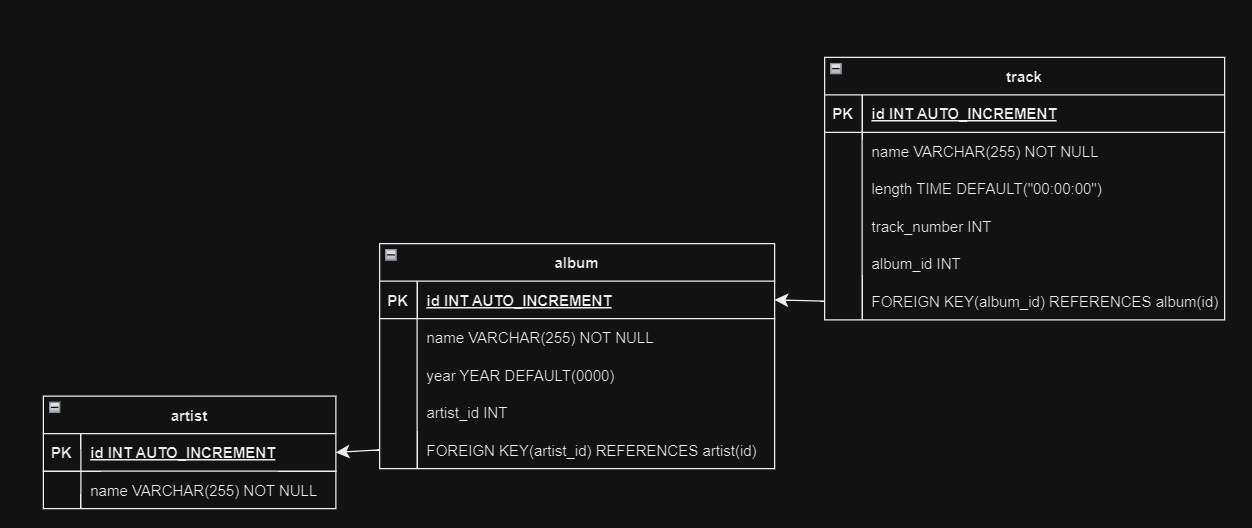 track
PK id INT AUTO_INCREMENT
name VARCHAR(255) NOT NULL
length TIME DEFAULT("00:00:00")
track_number INT
album_id INT
FOREIGN KEY(album_id) REFERENCES album(id)
album
PK id INT AUTO_INCREMENT
name VARCHAR(255) NOT NULL
year YEAR DEFAULT(0000)
artist_id INT
FOREIGN KEY(artist_id) REFERENCES artist(id)
artist
PK id INT AUTO_INCREMENT
name VARCHAR(255) NOT NULL